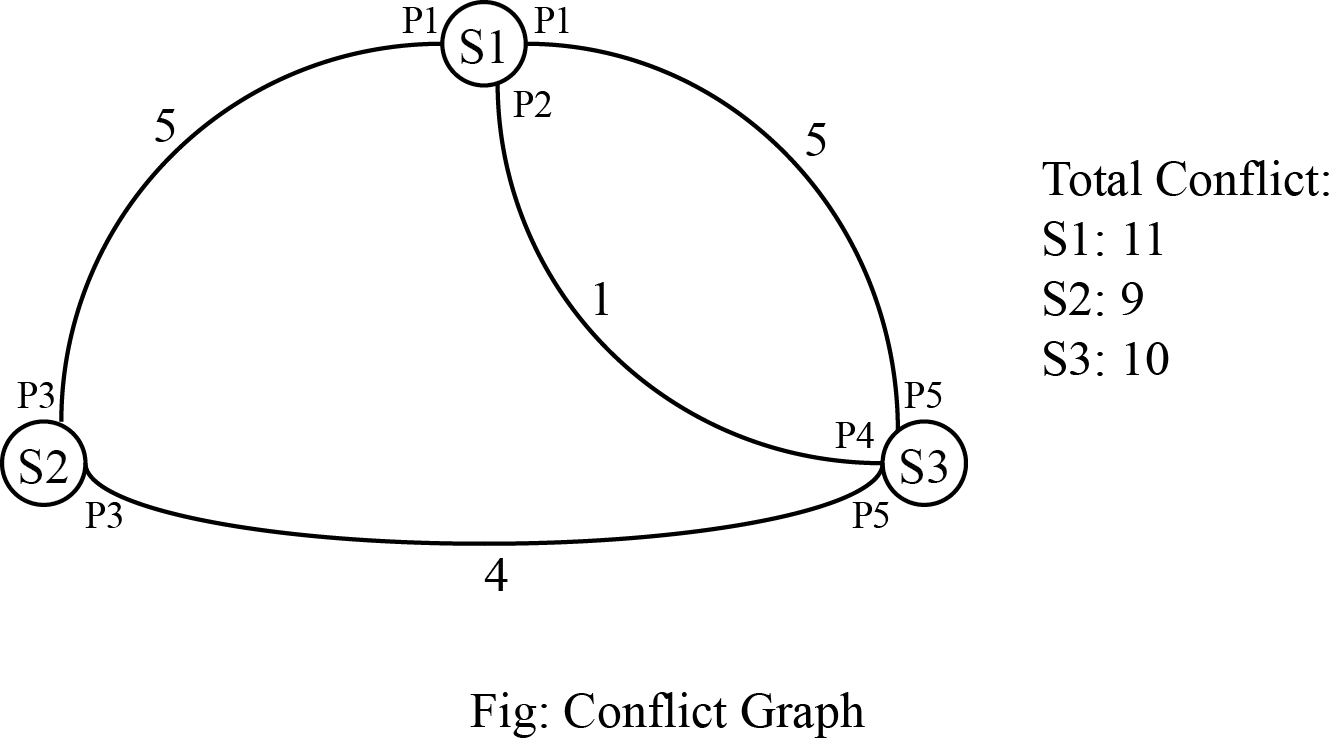 P1 S1 P1
P2
5
5
1
Total Conflict:
S1: 11
S2: 9
S3: 10
P3
P5
P4
S2
S3
P3
P5
4
Fig: Conflict Graph